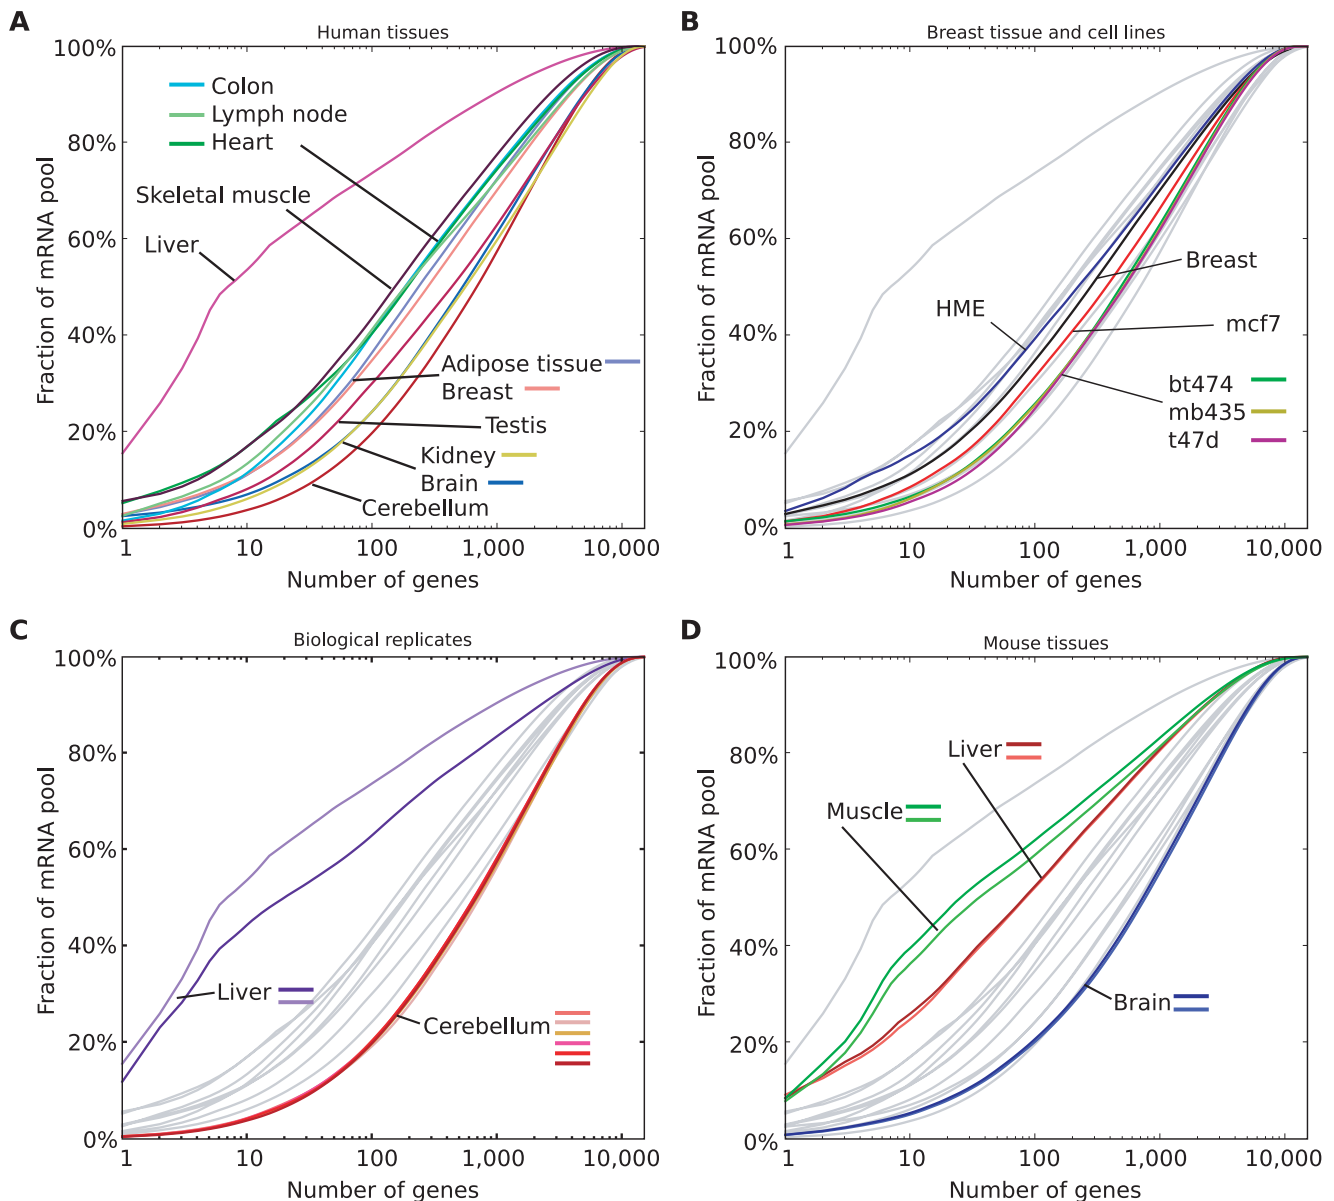 A
Human tissues
Fraction of mRNA pool
100%
80%
60%
40%
20%
0%
Colon
Lymph node
Heart
Skeletal muscle
Liver
Adipose tissue
Breast
Testis
Kidney
Brain
Cerebellum
1 10 100 1,000 10,000
Number of genes
B
Breast tissue and cell lines
Fraction of mRNA pool
100%
80%
60%
40%
20%
0%
Breast
HME
mcf7
bt474
mb435
t47d
1 10 100 1,000 10,000
Number of genes
C
Biological replicates
Fraction of mRNA pool
100%
80%
60%
40%
20%
0%
Liver
Cerebellum
1 10 100 1,000 10,000
Number of genes
D
Mouse tissues
Fraction of mRNA pool
100%
80%
60%
40%
20%
0%
Liver
Muscle
Brain
1 10 100 1,000 10,000
Number of genes